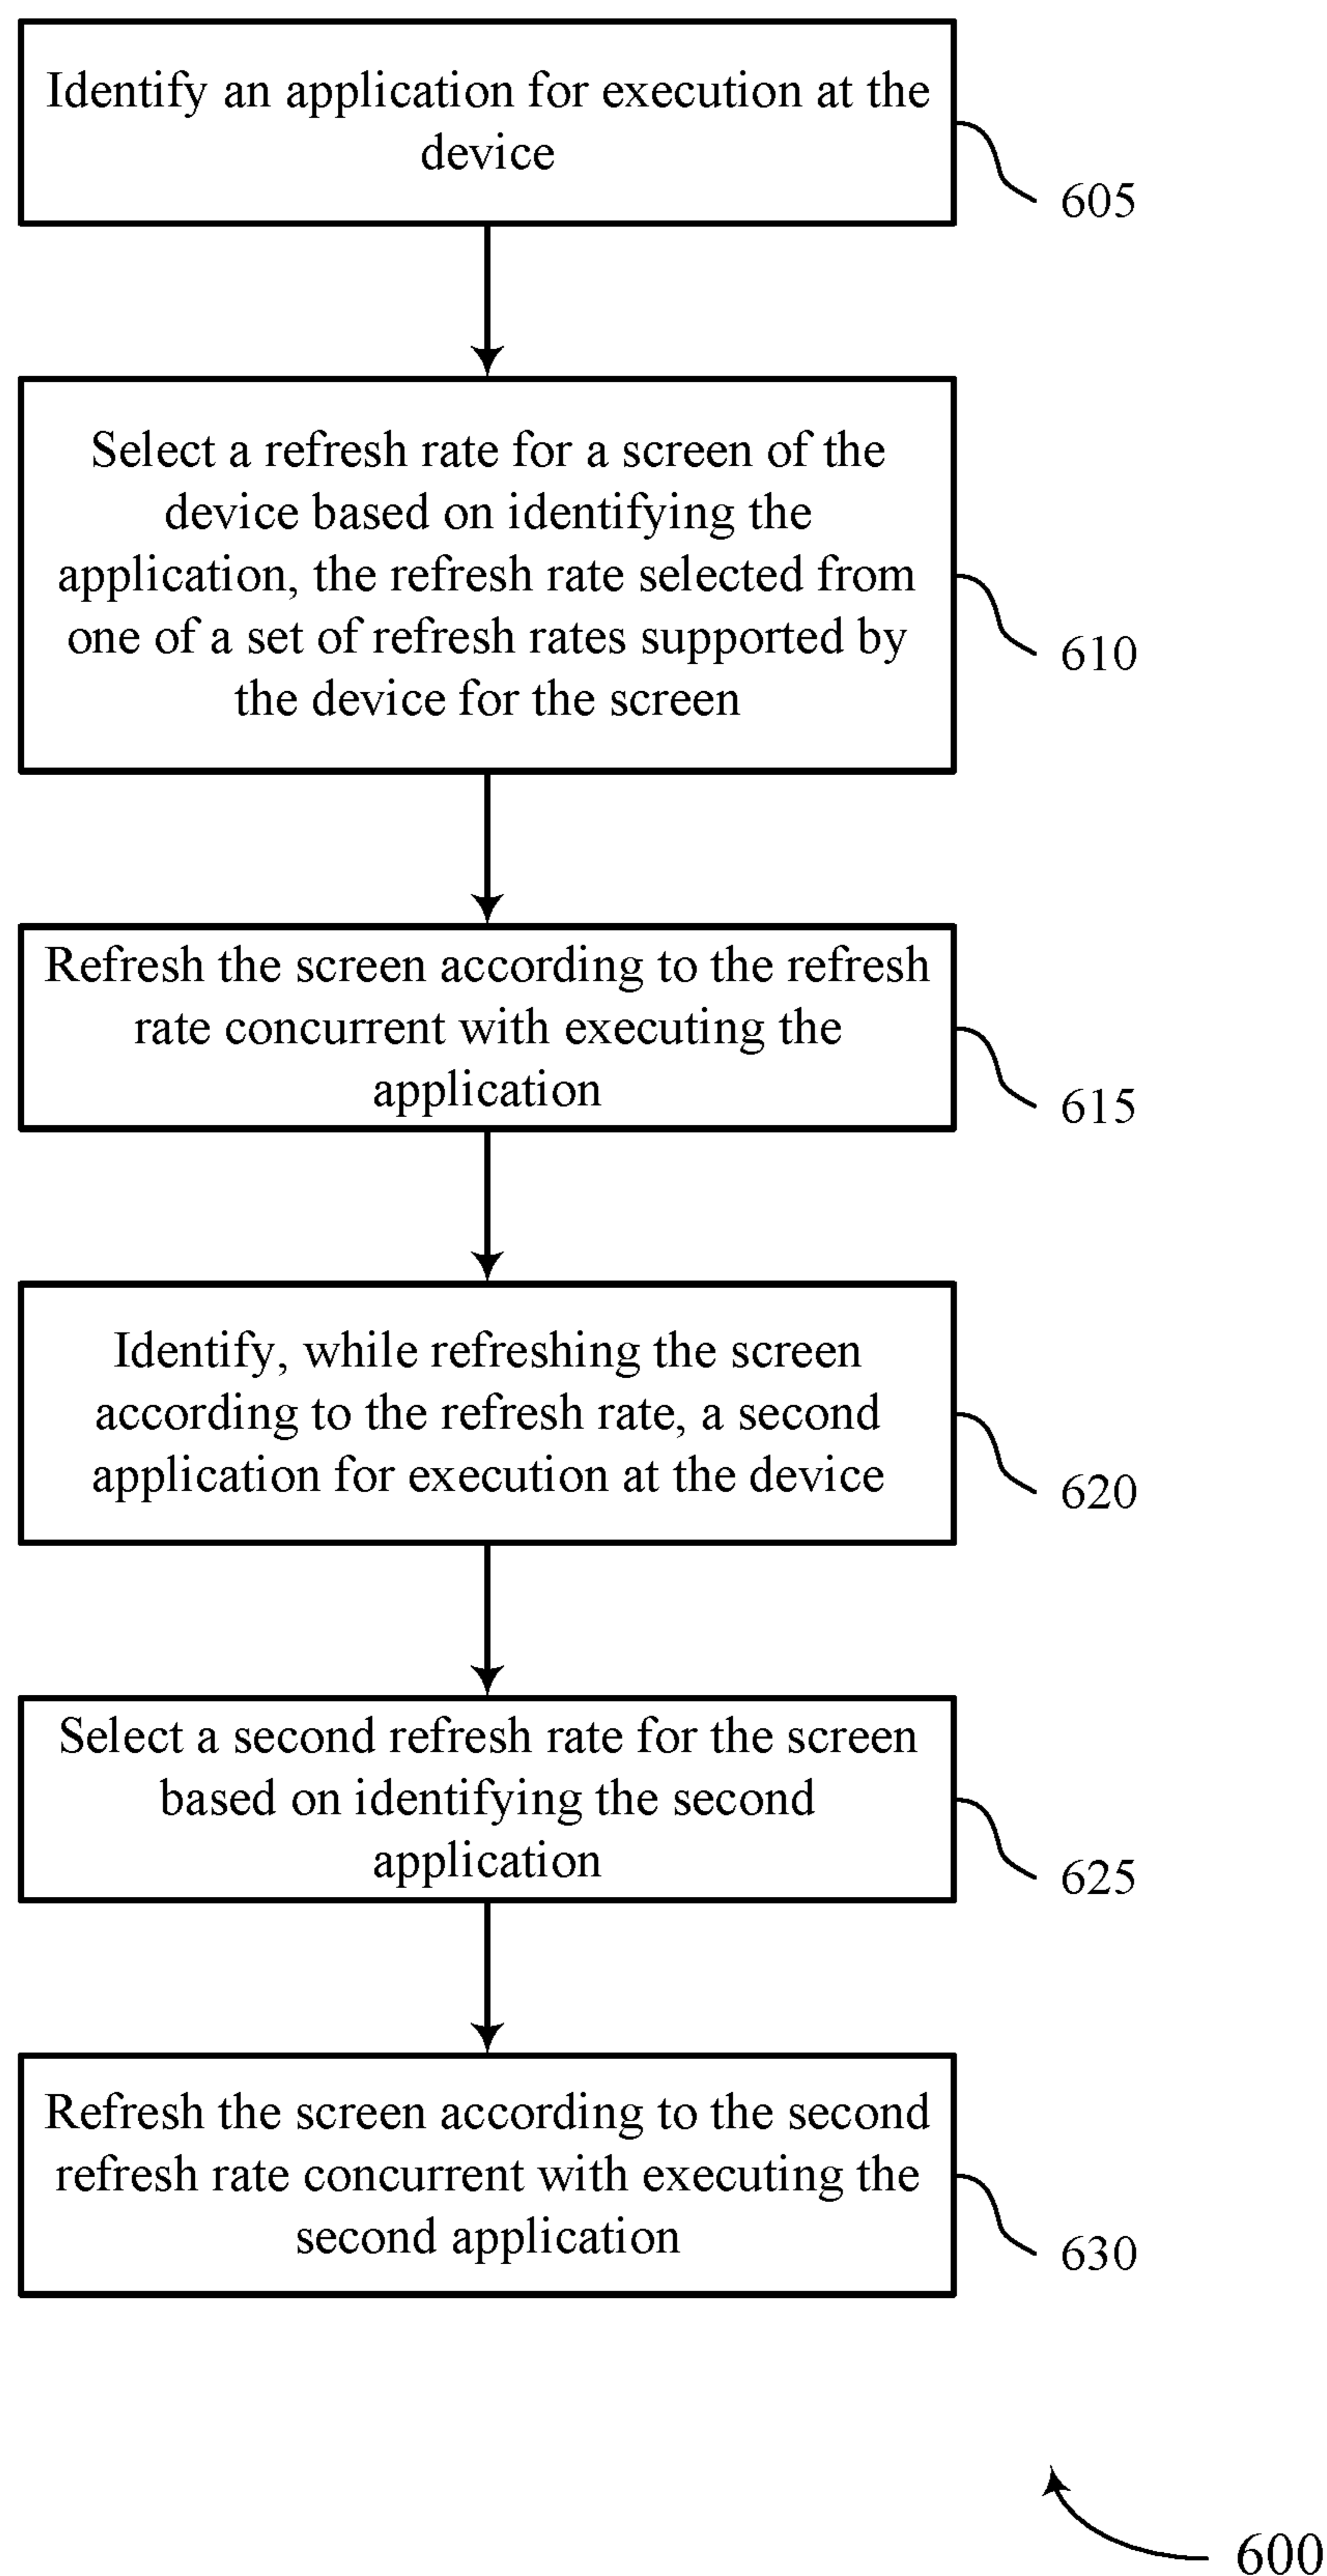 Identify an application for execution at the
device
605
Select a refresh rate for a screen of the
device based on identifying the
application, the refresh rate selected from
one of a set of refresh rates supported by
the device for the screen
610
Refresh the screen according to the refresh
rate concurrent with executing the
application
615
Identify, while refreshing the screen
according to the refresh rate, a second
application for execution at the device
620
Select a second refresh rate for the screen
based on identifying the second
application
625
Refresh the screen according to the second
refresh rate concurrent with executing the
second application
630
600